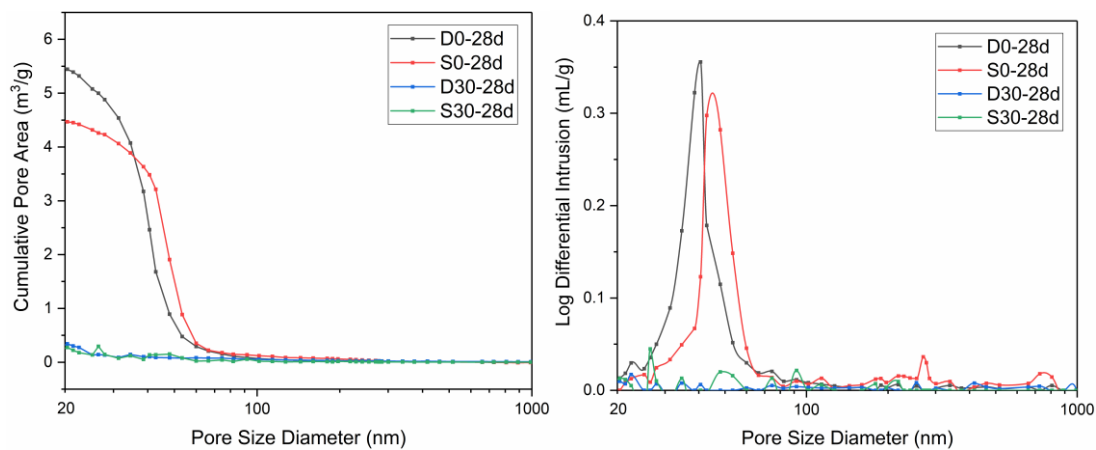 6
5
4
3
2
1
0
Cumulative Pore Area (m³/g)
20
100
1000
Pore Size Diameter (nm)
D0-28d
S0-28d
D30-28d
S30-28d
0.4
0.3
0.2
0.1
0.0
Log Differential Intrusion (mL/g)
20
100
1000
Pore Size Diameter (nm)
D0-28d
S0-28d
D30-28d
S30-28d